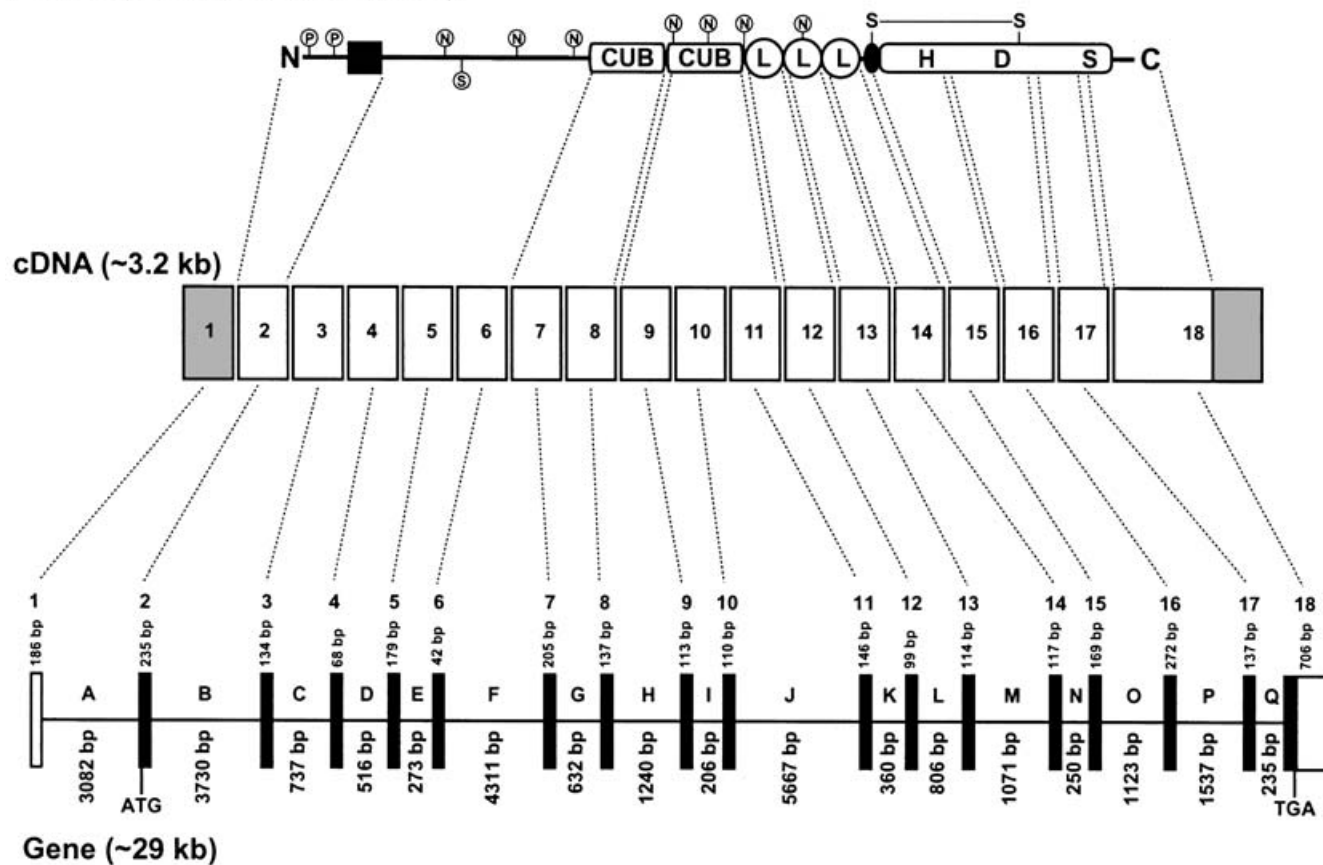 S S
P P N N N N N N N
N CUB CUB L L L H D S C
S
cDNA (~3.2 kb)
1 2 3 4 5 6 7 8 9 10 11 12 13 14 15 16 17 18
1 2 3 4 5 6 7 8 9 10 11 12 13 14 15 16 17 18
186 bp 235 bp 134 bp 68 bp 179 bp 42 bp 205 bp 137 bp 113 bp 110 bp 146 bp 99 bp 114 bp 117 bp 169 bp 272 bp 137 bp 706 bp
A B C D E F G H I J K L M N O P Q
3082 bp 3730 bp 737 bp 516 bp 273 bp 4311 bp 632 bp 1240 bp 206 bp 5667 bp 360 bp 806 bp 1071 bp 250 bp 1123 bp 1537 bp 235 bp
ATG TGA
Gene (~29 kb)